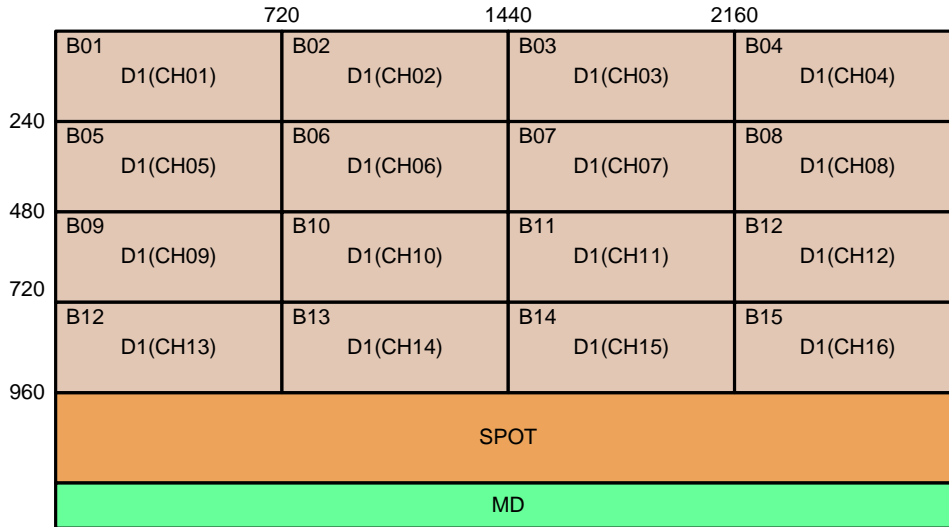 720 1440 2160
B01 B02 B03 B04
D1(CH01) D1(CH02) D1(CH03) D1(CH04)
240
B05 B06 B07 B08
D1(CH05) D1(CH06) D1(CH07) D1(CH08)
480
B09 B10 B11 B12
D1(CH09) D1(CH10) D1(CH11) D1(CH12)
720
B12 B13 B14 B15
D1(CH13) D1(CH14) D1(CH15) D1(CH16)
960
SPOT
MD